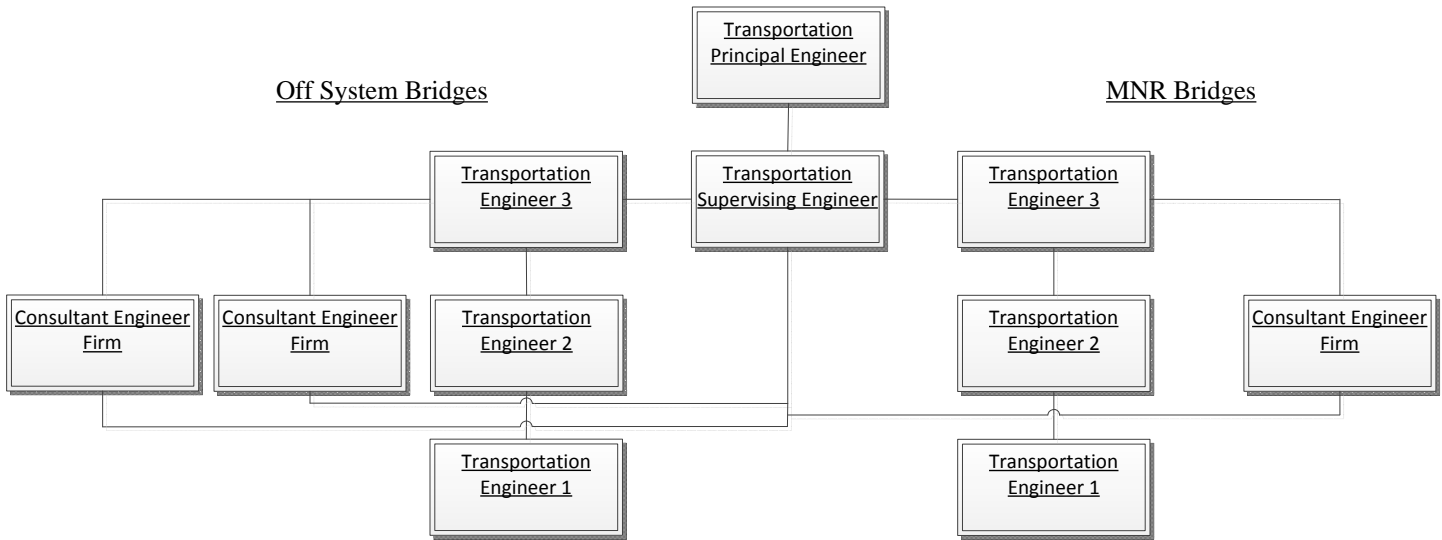 Transportation
Principal Engineer
Off System Bridges
MNR Bridges
Transportation
Engineer 3
Transportation
Supervising Engineer
Transportation
Engineer 3
Consultant Engineer
Firm
Consultant Engineer
Firm
Transportation
Engineer 2
Transportation
Engineer 2
Consultant Engineer
Firm
Transportation
Engineer 1
Transportation
Engineer 1